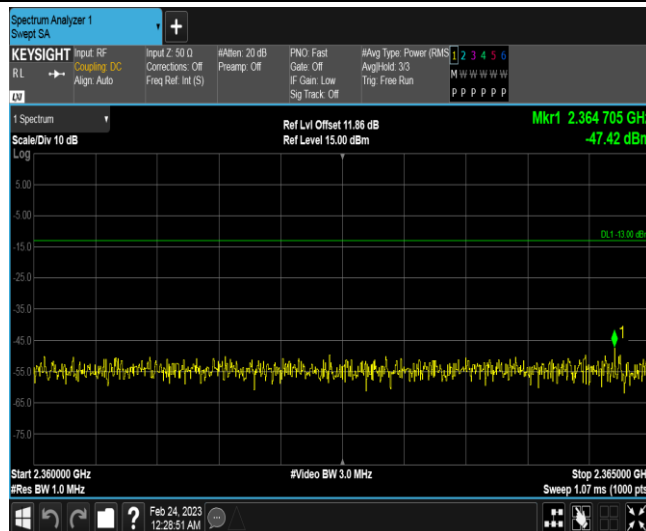 Spectrum Analyzer 1
Swept SA
KEYSIGHT
RL
LXI
Input: RF
Coupling: DC
Align: Auto
Input Z: 50 Ω
Corrections: Off
Freq Ref: Int (S)
#Atten: 20 dB
Preamp: Off
PNO: Fast
Gate: Off
IF Gain: Low
Sig Track: Off
#Avg Type: Power (RMS
Avg|Hold: 3/3
Trig: Free Run
1 2 3 4 5 6
M W W W W W
P P P P P P
1 Spectrum
Scale/Div 10 dB
Log
Ref Lvl Offset 11.86 dB
Ref Level 15.00 dBm
Mkr1 2.364 705 GHz
-47.42 dBm
5.00
-5.00
DL1 -13.00 dBm
-15.0
-25.0
-35.0
-45.0
1
-55.0
-65.0
-75.0
Start 2.360000 GHz
#Res BW 1.0 MHz
#Video BW 3.0 MHz
Stop 2.365000 GHz
Sweep 1.07 ms (1000 pts
?
Feb 24, 2023
12:28:51 AM